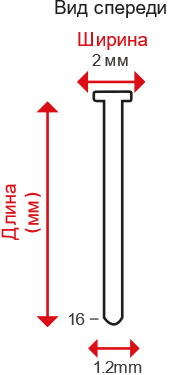 Вид спереди
Ширина
2 мм
Длина
(мм)
16
1.2mm